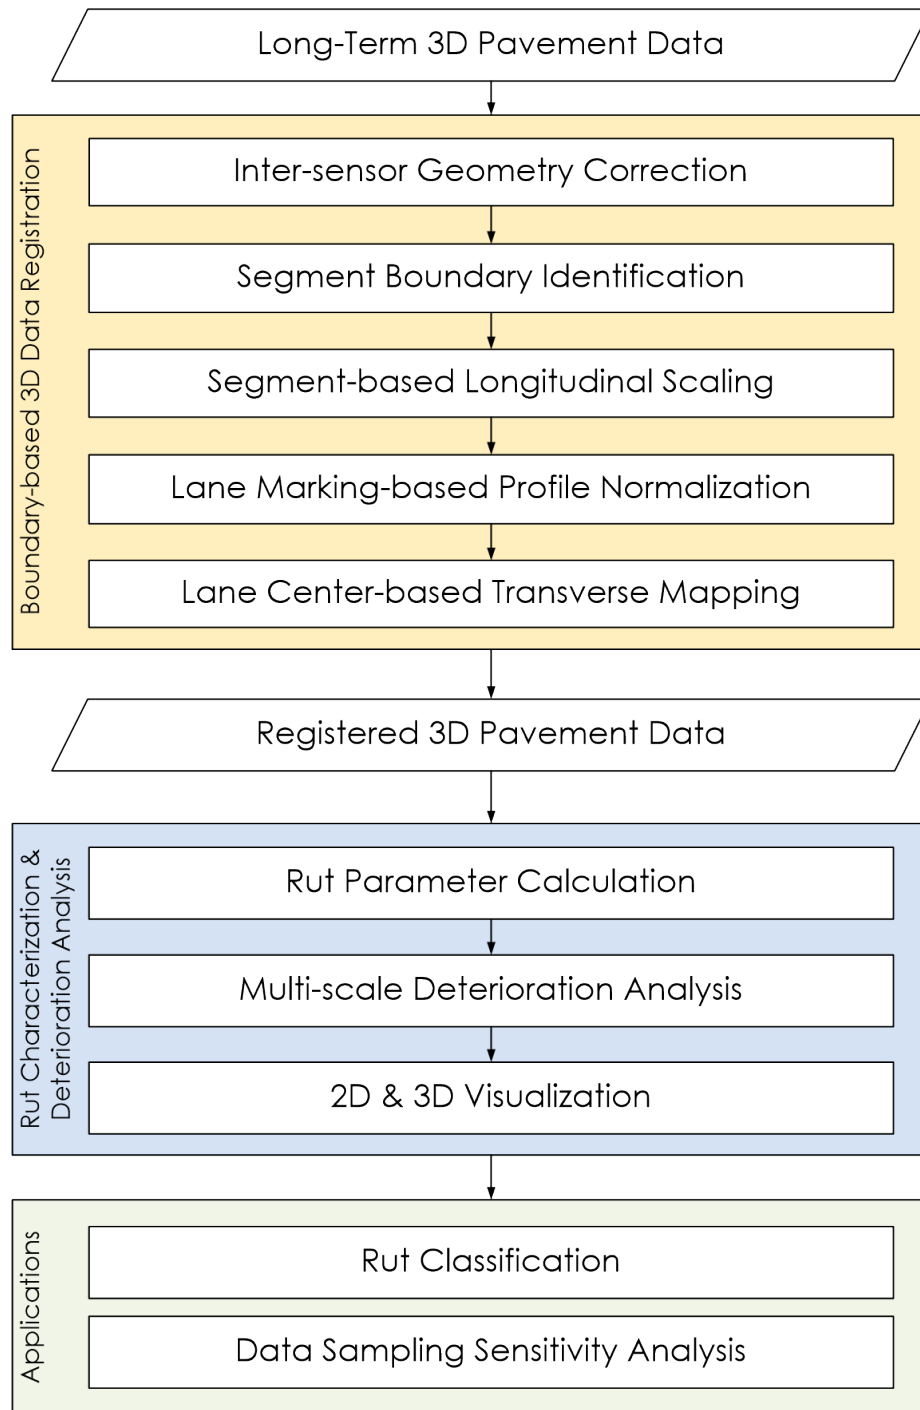 Long-Term 3D Pavement Data
Boundary-based 3D Data Registration
Inter-sensor Geometry Correction
Segment Boundary Identification
Segment-based Longitudinal Scaling
Lane Marking-based Profile Normalization
Lane Center-based Transverse Mapping
Registered 3D Pavement Data
Rut Characterization &
Deterioration Analysis
Rut Parameter Calculation
Multi-scale Deterioration Analysis
2D & 3D Visualization
Applications
Rut Classification
Data Sampling Sensitivity Analysis